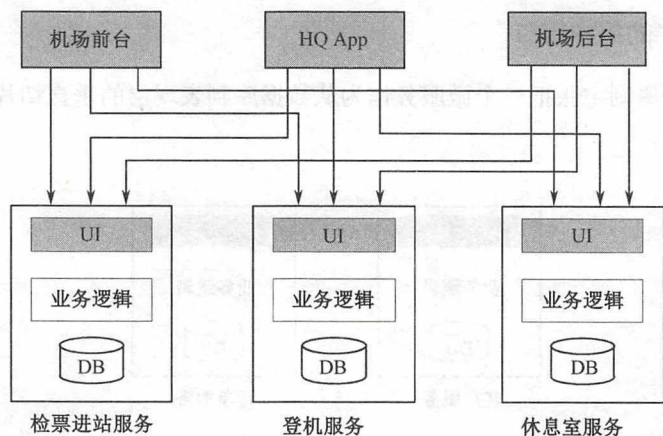 机场前台
HQ App
机场后台
UI
UI
UI
业务逻辑
业务逻辑
业务逻辑
DB
DB
DB
检票进站服务
登机服务
休息室服务